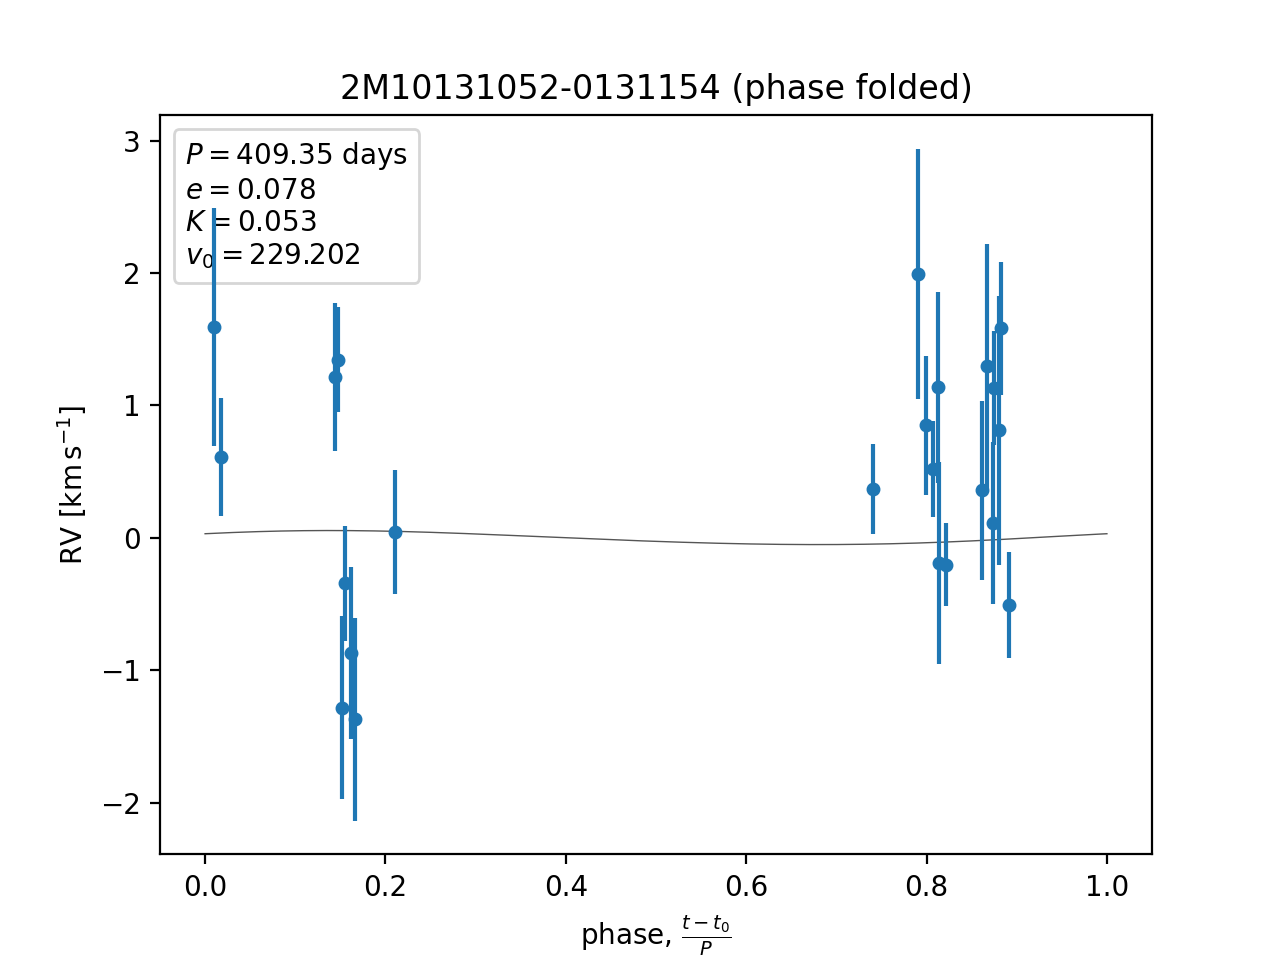 2M10131052-0131154 (phase folded)
P = 409.35 days
e = 0.078
K = 0.053
v₀ = 229.202
3
2
1
0
−1
−2
RV [km s⁻¹]
0.0 0.2 0.4 0.6 0.8 1.0
phase, (t − t₀)/P